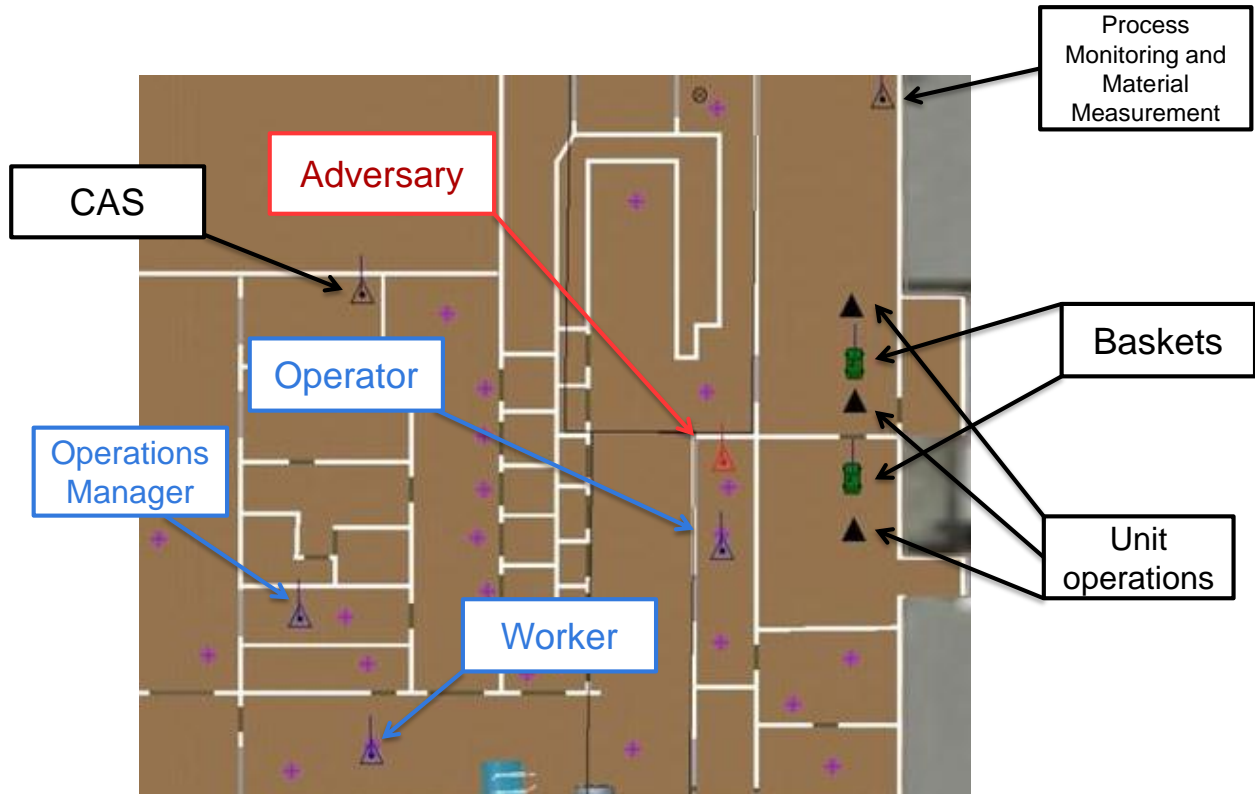 Process
Monitoring and
Material
Measurement
Adversary
CAS
Baskets
Operator
Operations
Manager
Unit
operations
Worker